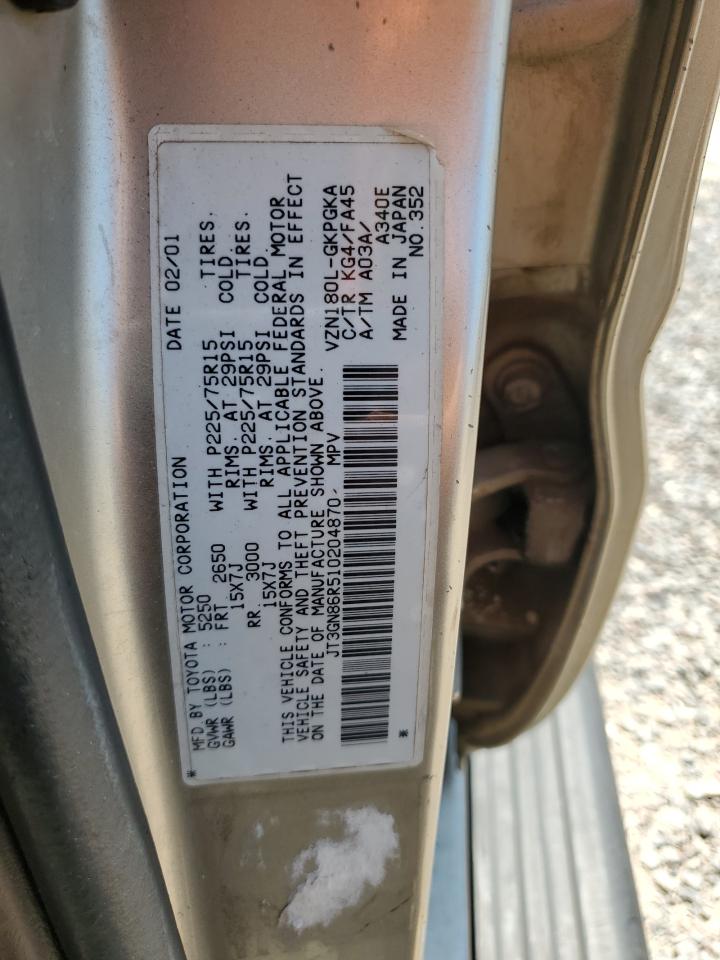 * MFD BY TOYOTA MOTOR CORPORATION DATE 02/01
GVWR (LBS) : 5250
GAWR (LBS) : FRT 2650 WITH P225/75R15 TIRES.
15X7J RIMS. AT 29PSI COLD.
RR. 3000 WITH P225/75R15 TIRES.
15X7J RIMS. AT 29PSI COLD.
THIS VEHICLE CONFORMS TO ALL APPLICABLE FEDERAL MOTOR
VEHICLE SAFETY AND THEFT PREVENTION STANDARDS IN EFFECT
ON THE DATE OF MANUFACTURE SHOWN ABOVE.
JT3GN86R510204870 MPV VZN180L-GKPGKA
C/TR KG4/FA45
A/TM A03A/
A340E
* MADE IN JAPAN
NO.352